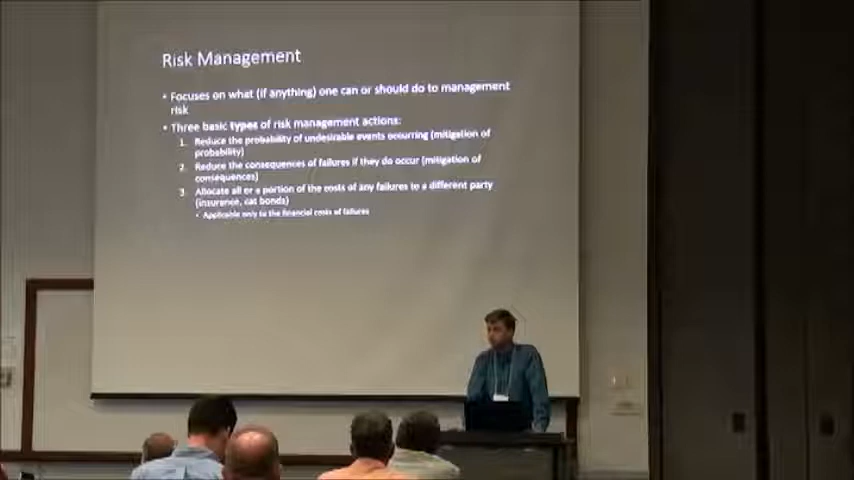 Risk Management
• Focuses on what (if anything) one can or should do to management
risk
• Three basic types of risk management actions:
1. Reduce the probability of undesirable events occurring (mitigation of
probability)
2. Reduce the consequences of failures if they do occur (mitigation of
consequences)
3. Allocate all or a portion of the costs of any failures to a different party
(insurance, cat bonds)
• Applicable only to the financial costs of failures